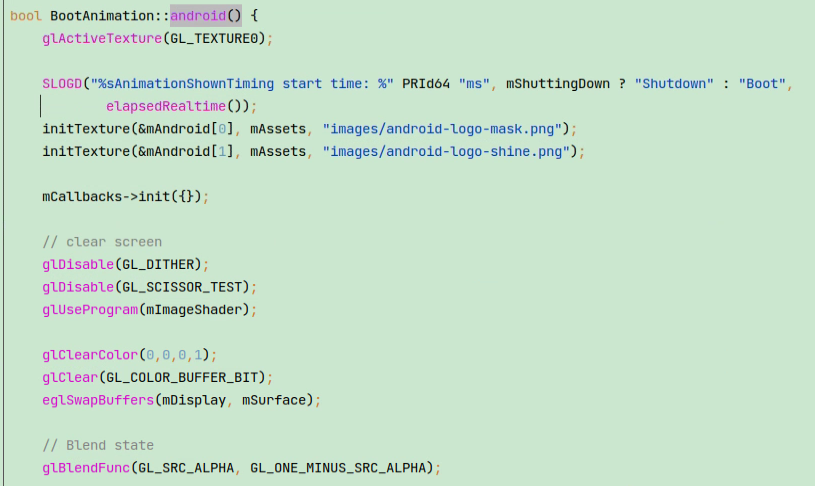 bool BootAnimation::android() {
    glActiveTexture(GL_TEXTURE0);
    SLOGD("%sAnimationShownTiming start time: %" PRId64 "ms", mShuttingDown ? "Shutdown" : "Boot",
            elapsedRealtime());
    initTexture(&mAndroid[0], mAssets, "images/android-logo-mask.png");
    initTexture(&mAndroid[1], mAssets, "images/android-logo-shine.png");
    mCallbacks->init({});
    // clear screen
    glDisable(GL_DITHER);
    glDisable(GL_SCISSOR_TEST);
    glUseProgram(mImageShader);
    glClearColor(0,0,0,1);
    glClear(GL_COLOR_BUFFER_BIT);
    eglSwapBuffers(mDisplay, mSurface);
    // Blend state
    glBlendFunc(GL_SRC_ALPHA, GL_ONE_MINUS_SRC_ALPHA);